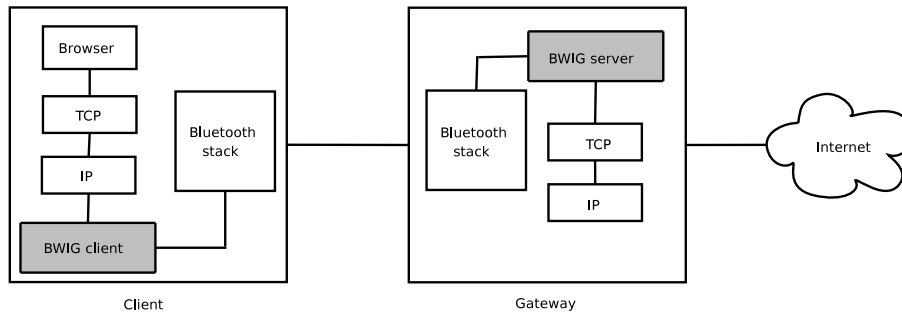 Browser
TCP
IP
BWIG client
Bluetooth
stack
Client
BWIG server
Bluetooth
stack
TCP
IP
Gateway
Internet